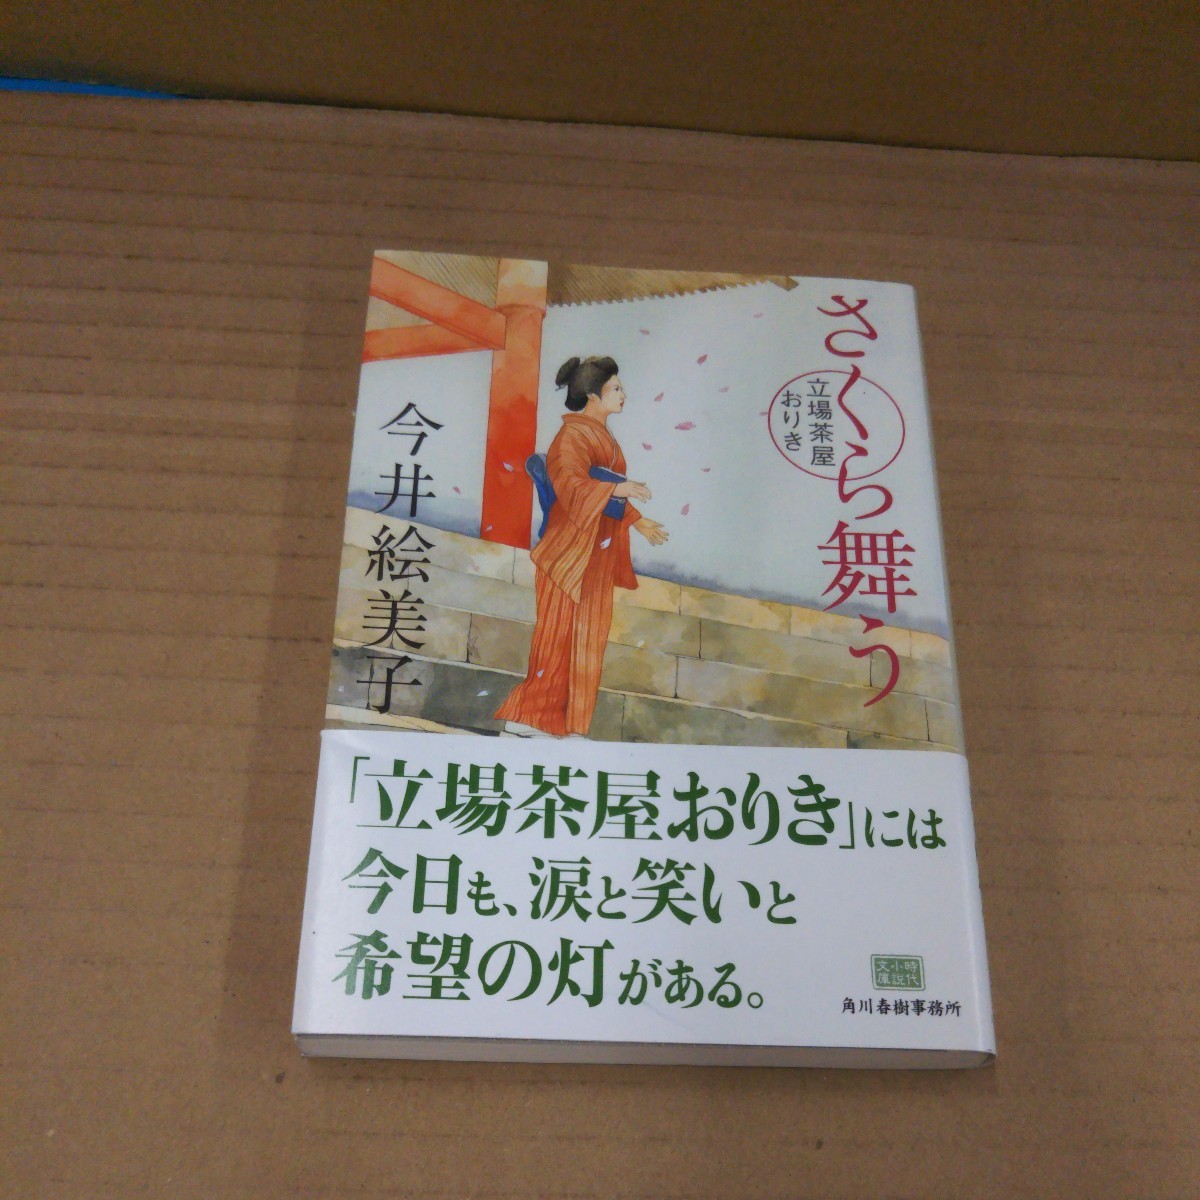 さくら舞う
立場茶屋
おりき
今井絵美子
「立場茶屋おりき」には
今日も、涙と笑いと
希望の灯がある。
時代
小説
文庫
角川春樹事務所